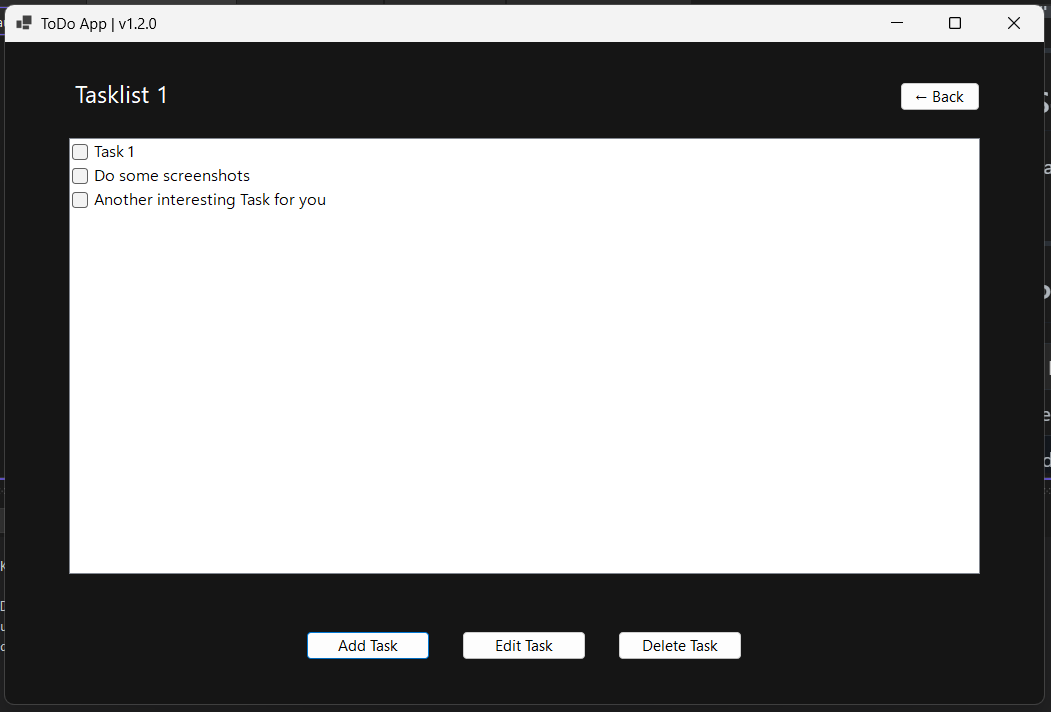 ToDo App | v1.2.0
Tasklist 1
← Back
Task 1
Do some screenshots
Another interesting Task for you
Add Task
Edit Task
Delete Task